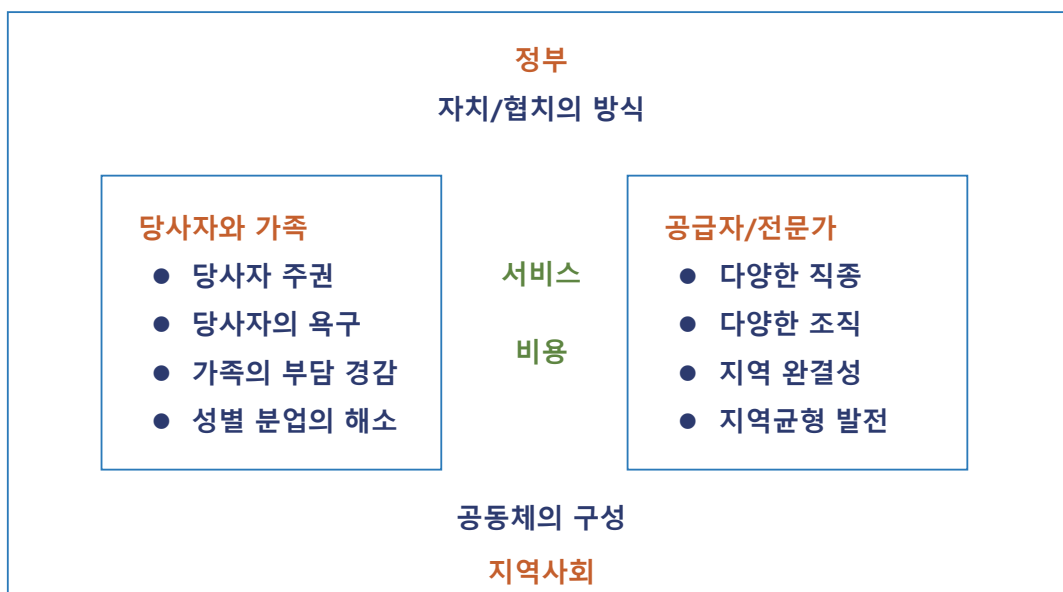 정부
자치/협치의 방식
당사자와 가족
● 당사자 주권
● 당사자의 욕구
● 가족의 부담 경감
● 성별 분업의 해소
서비스
비용
공급자/전문가
● 다양한 직종
● 다양한 조직
● 지역 완결성
● 지역균형 발전
공동체의 구성
지역사회